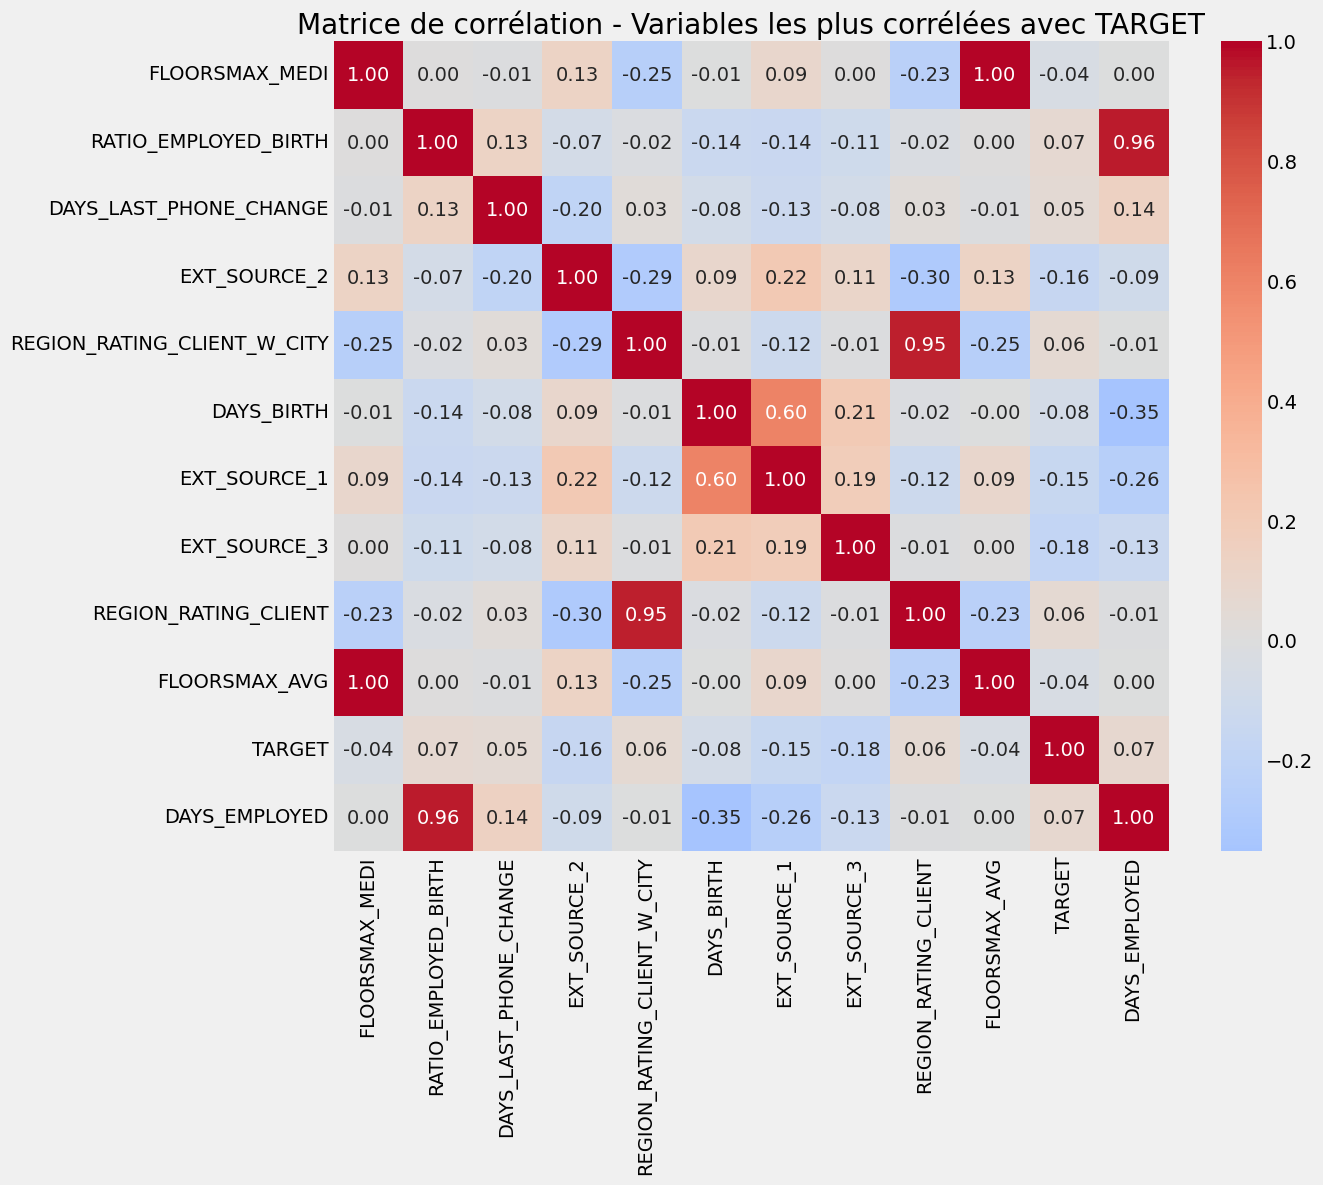 Matrice de corrélation - Variables les plus corrélées avec TARGET
FLOORSMAX_MEDI 1.00 0.00 -0.01 0.13 -0.25 -0.01 0.09 0.00 -0.23 1.00 -0.04 0.00
RATIO_EMPLOYED_BIRTH 0.00 1.00 0.13 -0.07 -0.02 -0.14 -0.14 -0.11 -0.02 0.00 0.07 0.96
DAYS_LAST_PHONE_CHANGE -0.01 0.13 1.00 -0.20 0.03 -0.08 -0.13 -0.08 0.03 -0.01 0.05 0.14
EXT_SOURCE_2 0.13 -0.07 -0.20 1.00 -0.29 0.09 0.22 0.11 -0.30 0.13 -0.16 -0.09
REGION_RATING_CLIENT_W_CITY -0.25 -0.02 0.03 -0.29 1.00 -0.01 -0.12 -0.01 0.95 -0.25 0.06 -0.01
DAYS_BIRTH -0.01 -0.14 -0.08 0.09 -0.01 1.00 0.60 0.21 -0.02 -0.00 -0.08 -0.35
EXT_SOURCE_1 0.09 -0.14 -0.13 0.22 -0.12 0.60 1.00 0.19 -0.12 0.09 -0.15 -0.26
EXT_SOURCE_3 0.00 -0.11 -0.08 0.11 -0.01 0.21 0.19 1.00 -0.01 0.00 -0.18 -0.13
REGION_RATING_CLIENT -0.23 -0.02 0.03 -0.30 0.95 -0.02 -0.12 -0.01 1.00 -0.23 0.06 -0.01
FLOORSMAX_AVG 1.00 0.00 -0.01 0.13 -0.25 -0.00 0.09 0.00 -0.23 1.00 -0.04 0.00
TARGET -0.04 0.07 0.05 -0.16 0.06 -0.08 -0.15 -0.18 0.06 -0.04 1.00 0.07
DAYS_EMPLOYED 0.00 0.96 0.14 -0.09 -0.01 -0.35 -0.26 -0.13 -0.01 0.00 0.07 1.00
FLOORSMAX_MEDI
RATIO_EMPLOYED_BIRTH
DAYS_LAST_PHONE_CHANGE
EXT_SOURCE_2
REGION_RATING_CLIENT_W_CITY
DAYS_BIRTH
EXT_SOURCE_1
EXT_SOURCE_3
REGION_RATING_CLIENT
FLOORSMAX_AVG
TARGET
DAYS_EMPLOYED
1.0
0.8
0.6
0.4
0.2
0.0
−0.2